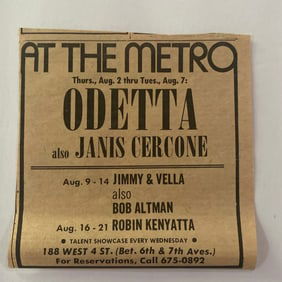 AT THE METRO
Thurs., Aug. 2 thru Tues., Aug. 7:
ODETTA
also JANIS CERCONE
Aug. 9 - 14 JIMMY & VELLA
also
BOB ALTMAN
Aug. 16 - 21 ROBIN KENYATTA
● TALENT SHOWCASE EVERY WEDNESDAY ●
188 WEST 4 ST. (Bet. 6th & 7th Aves.)
For Reservations, Call 675-0892